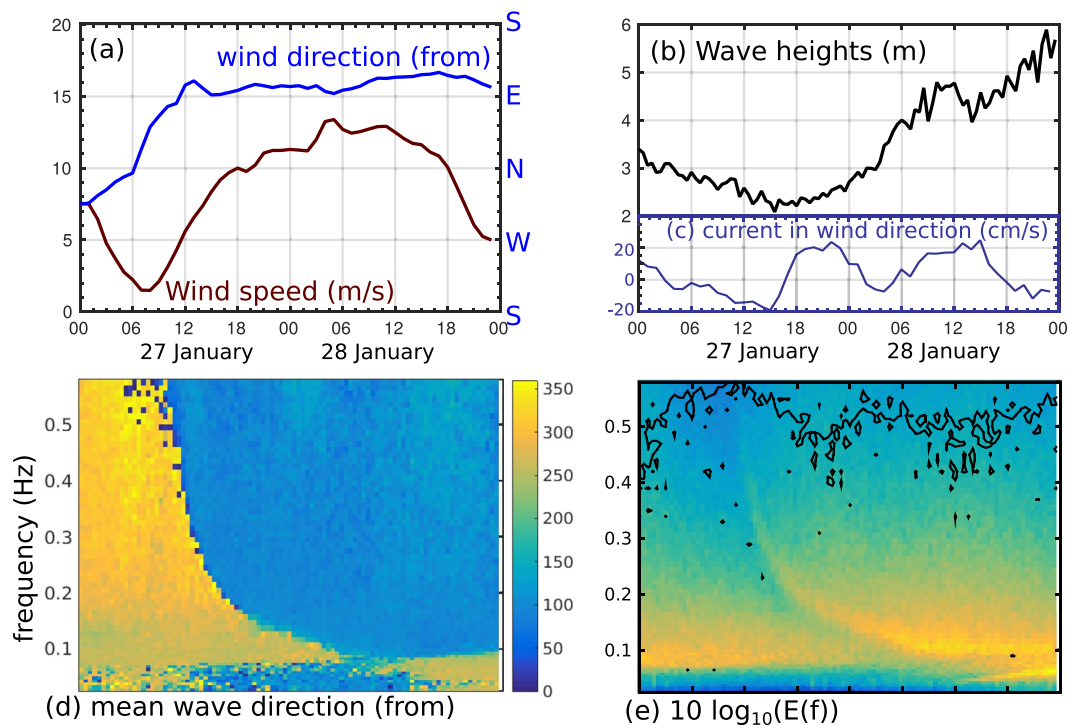 20
15
10
5
0
(a)
wind direction (from)
Wind speed (m/s)
S
E
N
W
S
00 06 12 18 00 06 12 18 00
27 January 28 January
6
5
4
3
2
(b) Wave heights (m)
(c) current in wind direction (cm/s)
20
0
-20
00 06 12 18 00 06 12 18 00
27 January 28 January
frequency (Hz)
0.5
0.4
0.3
0.2
0.1
350
300
250
200
150
100
50
0
(d) mean wave direction (from)
0.5
0.4
0.3
0.2
0.1
(e) 10 log10(E(f))